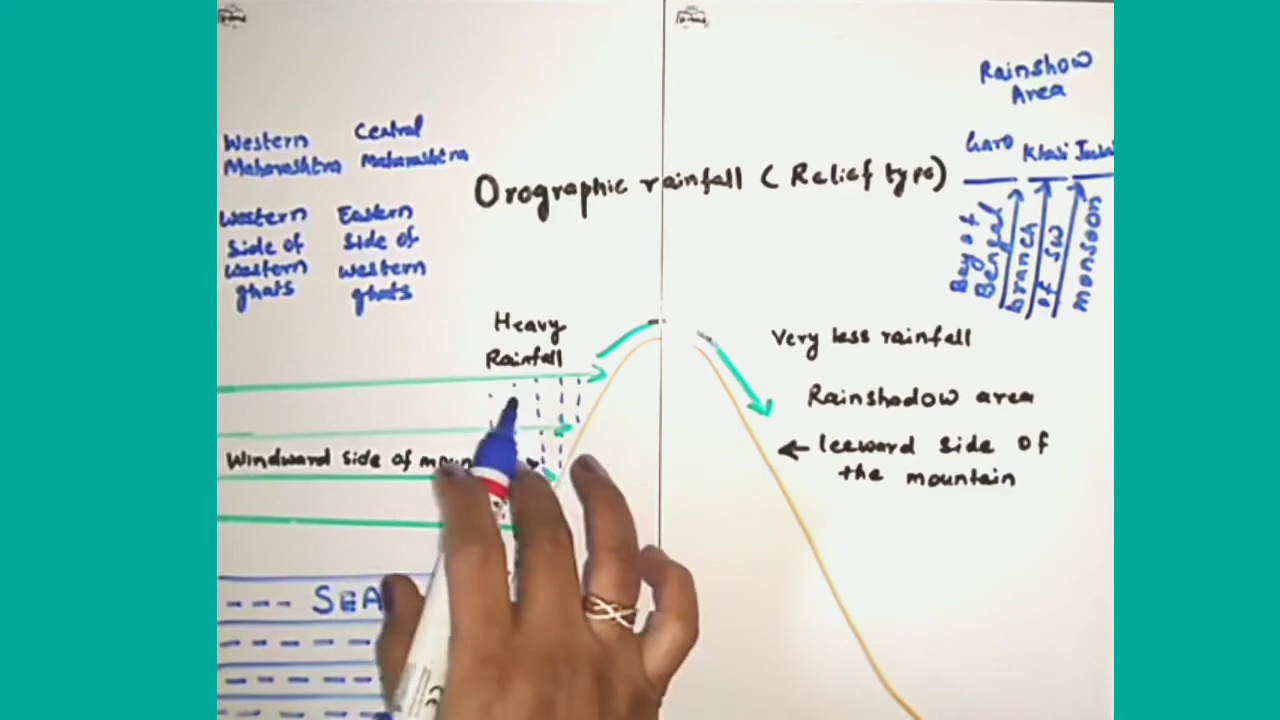 Rainshow
Area
Western Central
Maharashtra Maharashtra
Garo Khasi
Orographic rainfall (Relief type)
Western
side of
western
ghats
Eastern
side of
western
ghats
Bay of
Bengal
branch
of SW
monsoon
Heavy
Rainfall
Very less rainfall
Rainshadow area
Windward side of
← leeward side of
the mountain
SEA